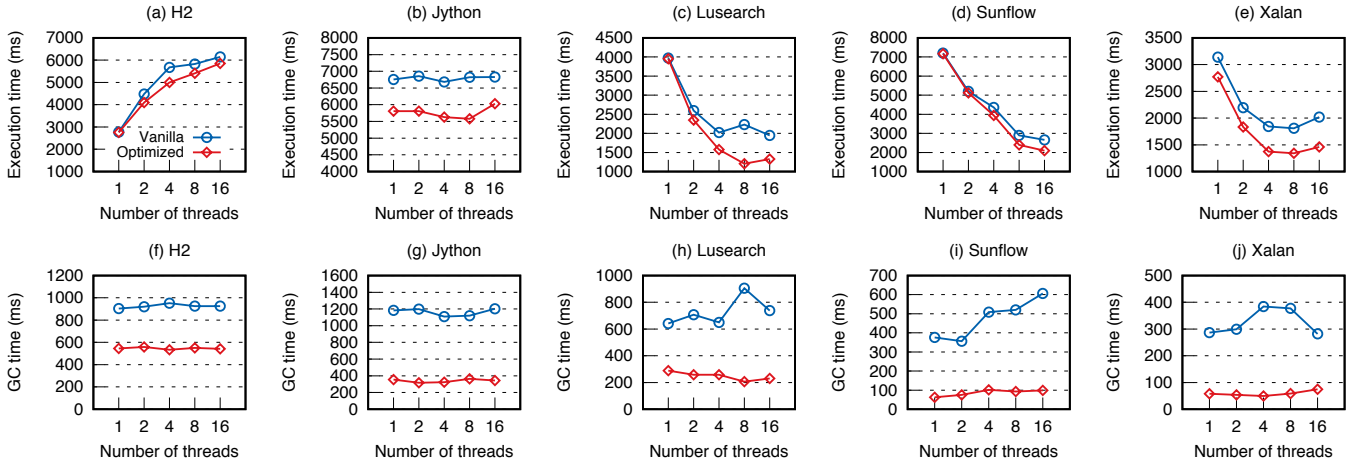 (a) H2
Execution time (ms)
7000
6000
5000
4000
3000
2000
1000
Vanilla
Optimized
1 2 4 8 16
Number of threads
(b) Jython
Execution time (ms)
8000
7500
7000
6500
6000
5500
5000
4500
4000
1 2 4 8 16
Number of threads
(c) Lusearch
Execution time (ms)
4500
4000
3500
3000
2500
2000
1500
1000
1 2 4 8 16
Number of threads
(d) Sunflow
Execution time (ms)
8000
7000
6000
5000
4000
3000
2000
1000
1 2 4 8 16
Number of threads
(e) Xalan
Execution time (ms)
3500
3000
2500
2000
1500
1000
1 2 4 8 16
Number of threads
(f) H2
GC time (ms)
1200
1000
800
600
400
200
0
1 2 4 8 16
Number of threads
(g) Jython
GC time (ms)
1600
1400
1200
1000
800
600
400
200
0
1 2 4 8 16
Number of threads
(h) Lusearch
GC time (ms)
1000
800
600
400
200
0
1 2 4 8 16
Number of threads
(i) Sunflow
GC time (ms)
700
600
500
400
300
200
100
0
1 2 4 8 16
Number of threads
(j) Xalan
GC time (ms)
500
400
300
200
100
0
1 2 4 8 16
Number of threads